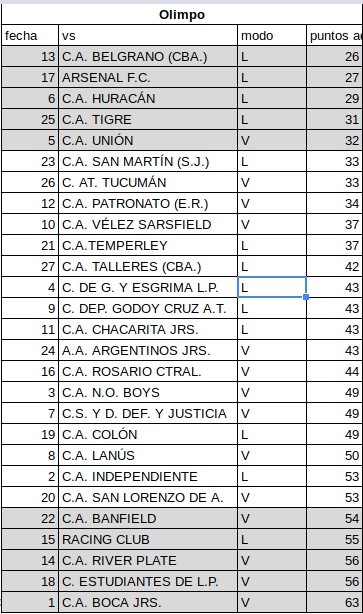 Olimpo
fecha vs modo puntos
13 C.A. BELGRANO (CBA.) L 26
17 ARSENAL F.C. L 27
6 C.A. HURACÁN L 29
25 C.A. TIGRE L 31
5 C.A. UNIÓN V 32
23 C.A. SAN MARTÍN (S.J.) L 33
26 C. AT. TUCUMÁN V 33
12 C.A. PATRONATO (E.R.) V 34
10 C.A. VÉLEZ SARSFIELD V 37
21 C.A.TEMPERLEY L 37
27 C.A. TALLERES (CBA.) L 42
4 C. DE G. Y ESGRIMA L.P. L 43
9 C. DEP. GODOY CRUZ A.T. L 43
11 C.A. CHACARITA JRS. L 43
24 A.A. ARGENTINOS JRS. V 43
16 C.A. ROSARIO CTRAL. V 44
3 C.A. N.O. BOYS V 49
7 C.S. Y D. DEF. Y JUSTICIA V 49
19 C.A. COLÓN L 49
8 C.A. LANÚS V 50
2 C.A. INDEPENDIENTE L 53
20 C.A. SAN LORENZO DE A. V 53
22 C.A. BANFIELD V 54
15 RACING CLUB L 55
14 C.A. RIVER PLATE V 56
18 C. ESTUDIANTES DE L.P. V 56
1 C.A. BOCA JRS. V 63